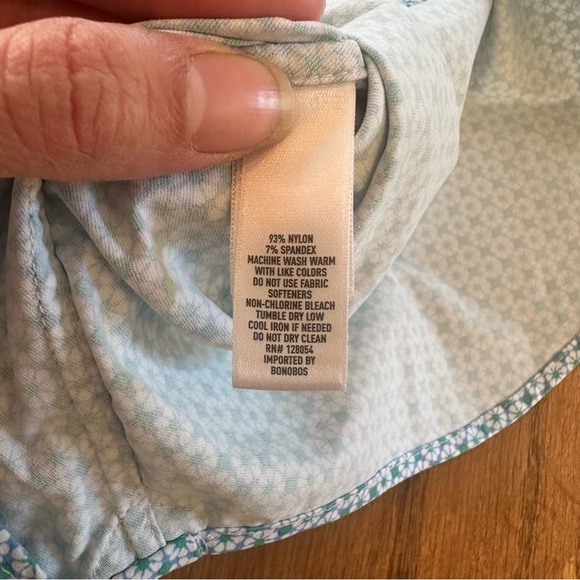 93% NYLON
7% SPANDEX
MACHINE WASH WARM
WITH LIKE COLORS
DO NOT USE FABRIC
SOFTENERS
NON-CHLORINE BLEACH
TUMBLE DRY LOW
COOL IRON IF NEEDED
DO NOT DRY CLEAN
RN# 128054
IMPORTED BY
BONOBOS